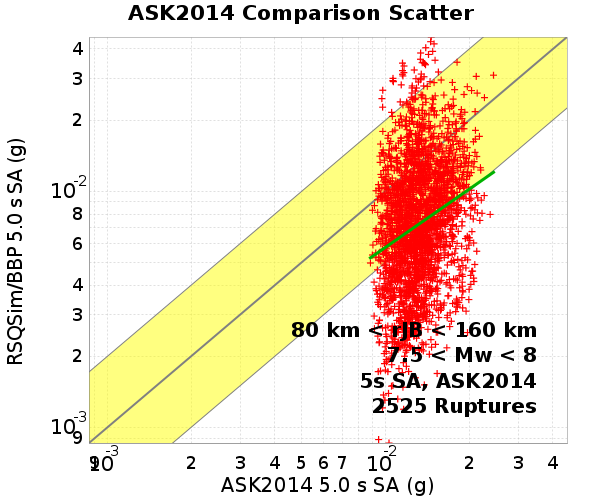 ASK2014 Comparison Scatter
RSQSim/BBP 5.0 s SA (g)
4
3
2
10-2
8
6
4
3
2
10-3
9
80 km < rJB < 160 km
7.5 < Mw < 8
5s SA, ASK2014
2525 Ruptures
9 10-3 2 3 4 5 6 7 10-2 2 3 4
ASK2014 5.0 s SA (g)